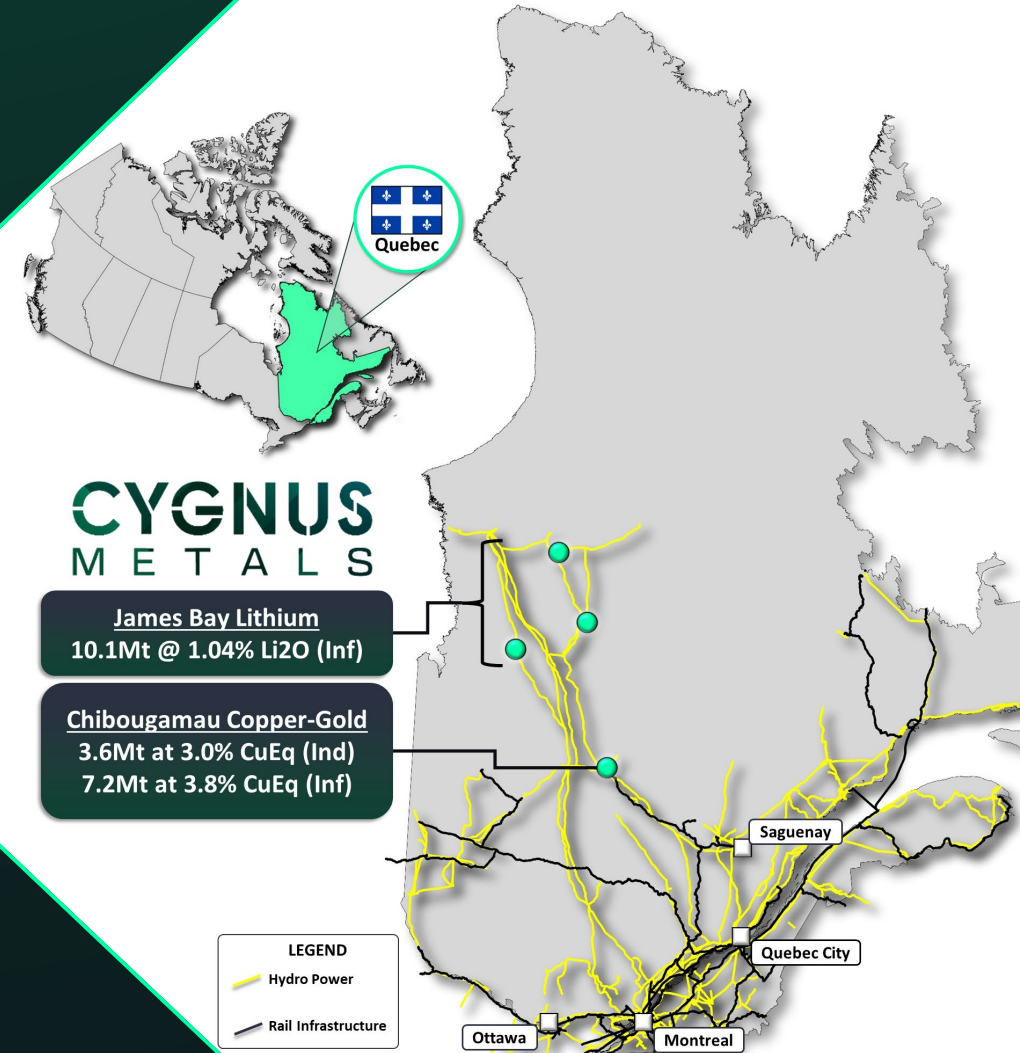 Quebec
CYGNUS
METALS
James Bay Lithium
10.1Mt @ 1.04% Li2O (Inf)
Chibougamau Copper-Gold
3.6Mt at 3.0% CuEq (Ind)
7.2Mt at 3.8% CuEq (Inf)
Saguenay
Quebec City
Ottawa
Montreal
LEGEND
Hydro Power
Rail Infrastructure